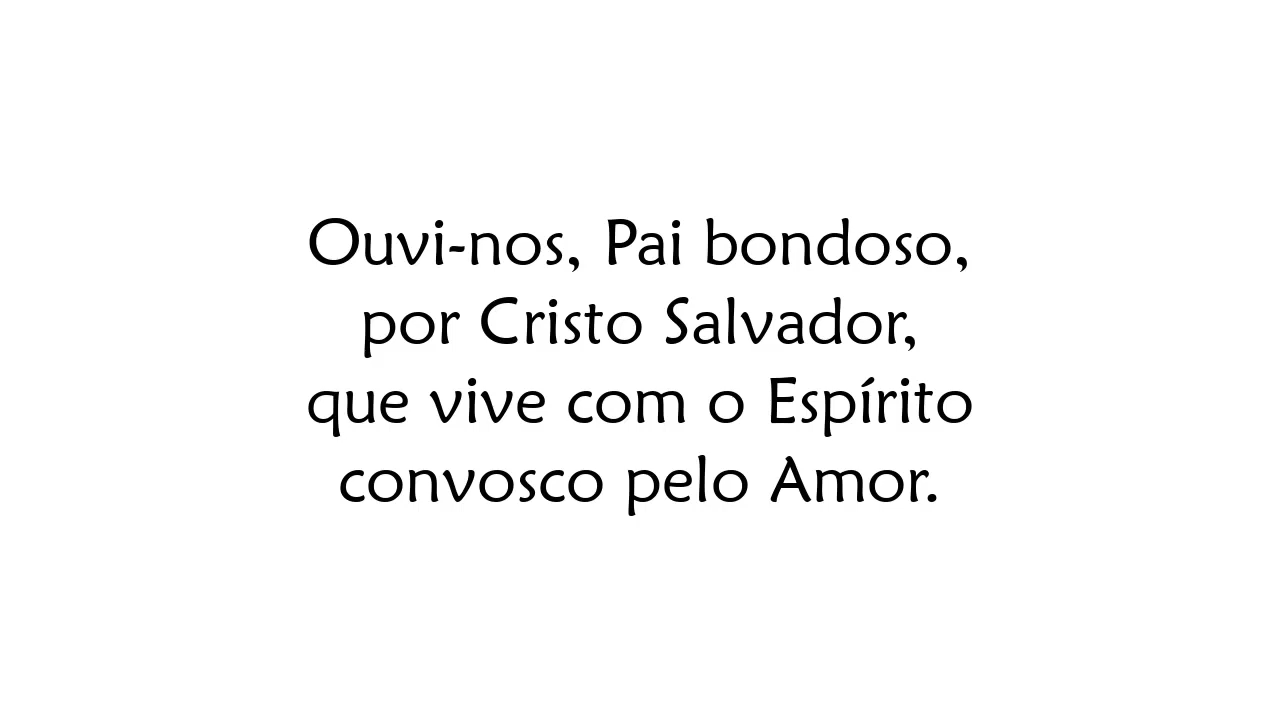 Ouvi-nos, Pai bondoso,
por Cristo Salvador,
que vive com o Espírito
convosco pelo Amor.